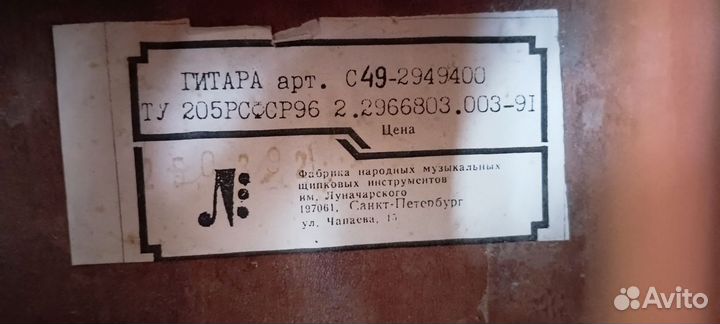 ГИТАРА арт. С49-2949400
ТУ 205РСФСР96 2.2966803.003-91
Цена
Фабрика народных музыкальных
щипковых инструментов
им. Луначарского
197061, Санкт-Петербург
ул. Чапаева, 15
Avito